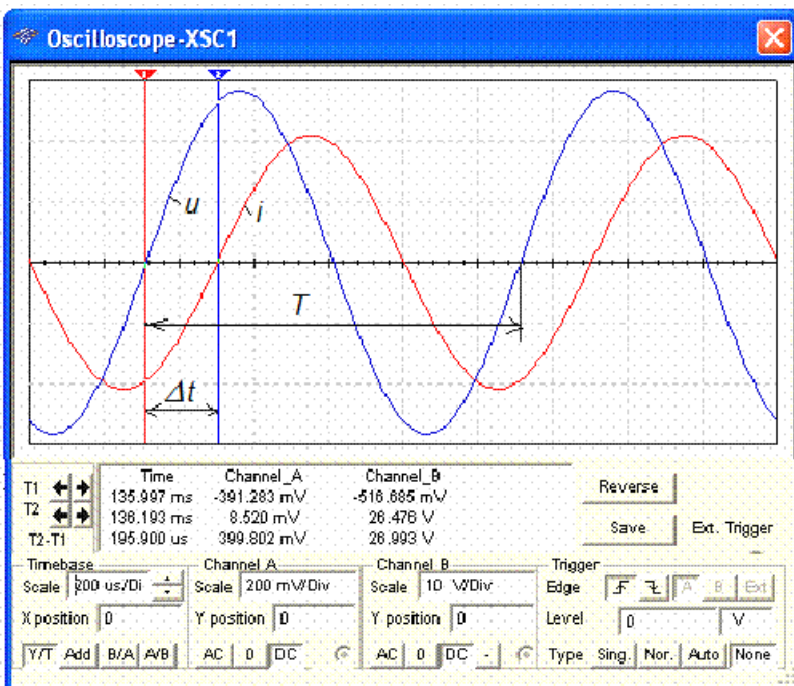 Oscilloscope-XSC1
1 2
u i
T
Δt
Time Channel_A Channel_B
T1 135.997 ms -391.283 mV -516.685 mV
T2 136.193 ms 8.520 mV 26.476 V
T2-T1 195.900 us 399.802 mV 26.993 V
Reverse
Save
Ext. Trigger
Timebase
Scale 200 us/Di
X position 0
Y/T Add B/A A/B
Channel A
Scale 200 mV/Div
Y position 0
AC 0 DC
Channel B
Scale 10 V/Div
Y position 0
AC 0 DC -
Trigger
Edge A B Ext
Level 0 V
Type Sing. Nor. Auto None